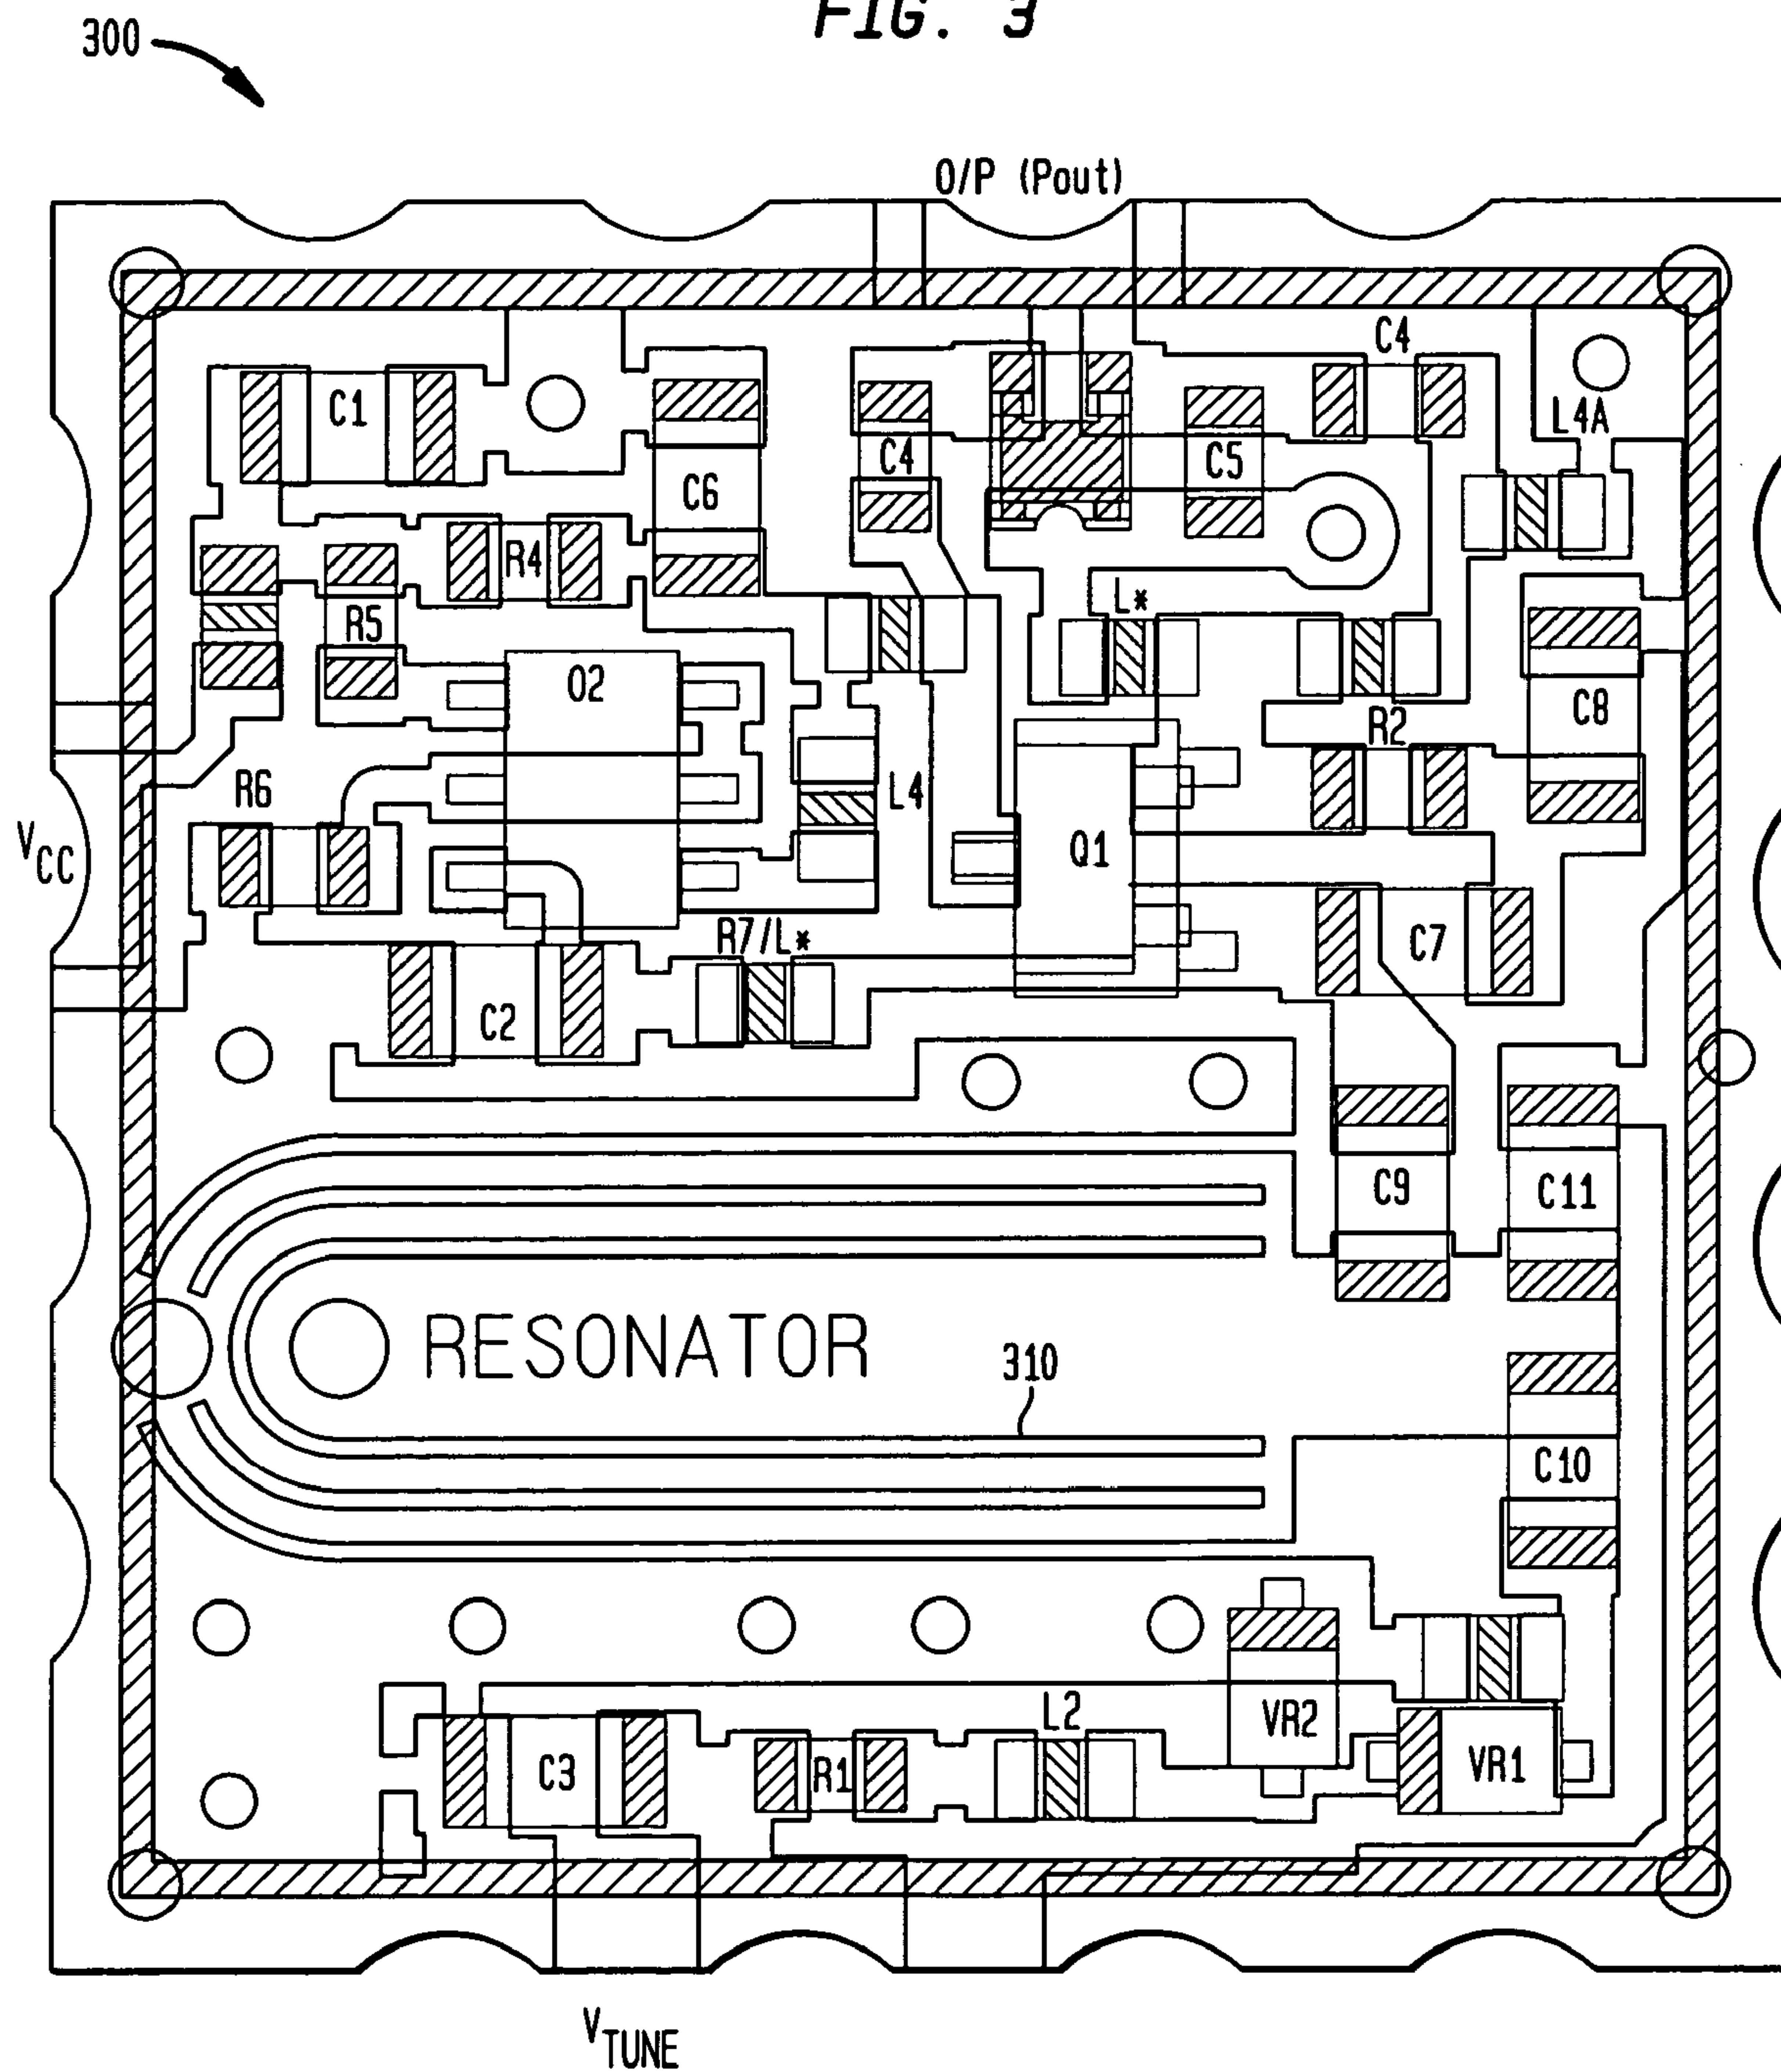 FIG. 3
300
O/P (Pout)
C4
C1
L4A
C4
C5
C6
R4
L*
R5
O2
C8
R2
R6
L4
VCC
Q1
R7/L*
C7
C2
C9
C11
RESONATOR
310
C10
L2
VR2
C3
R1
VR1
VTUNE